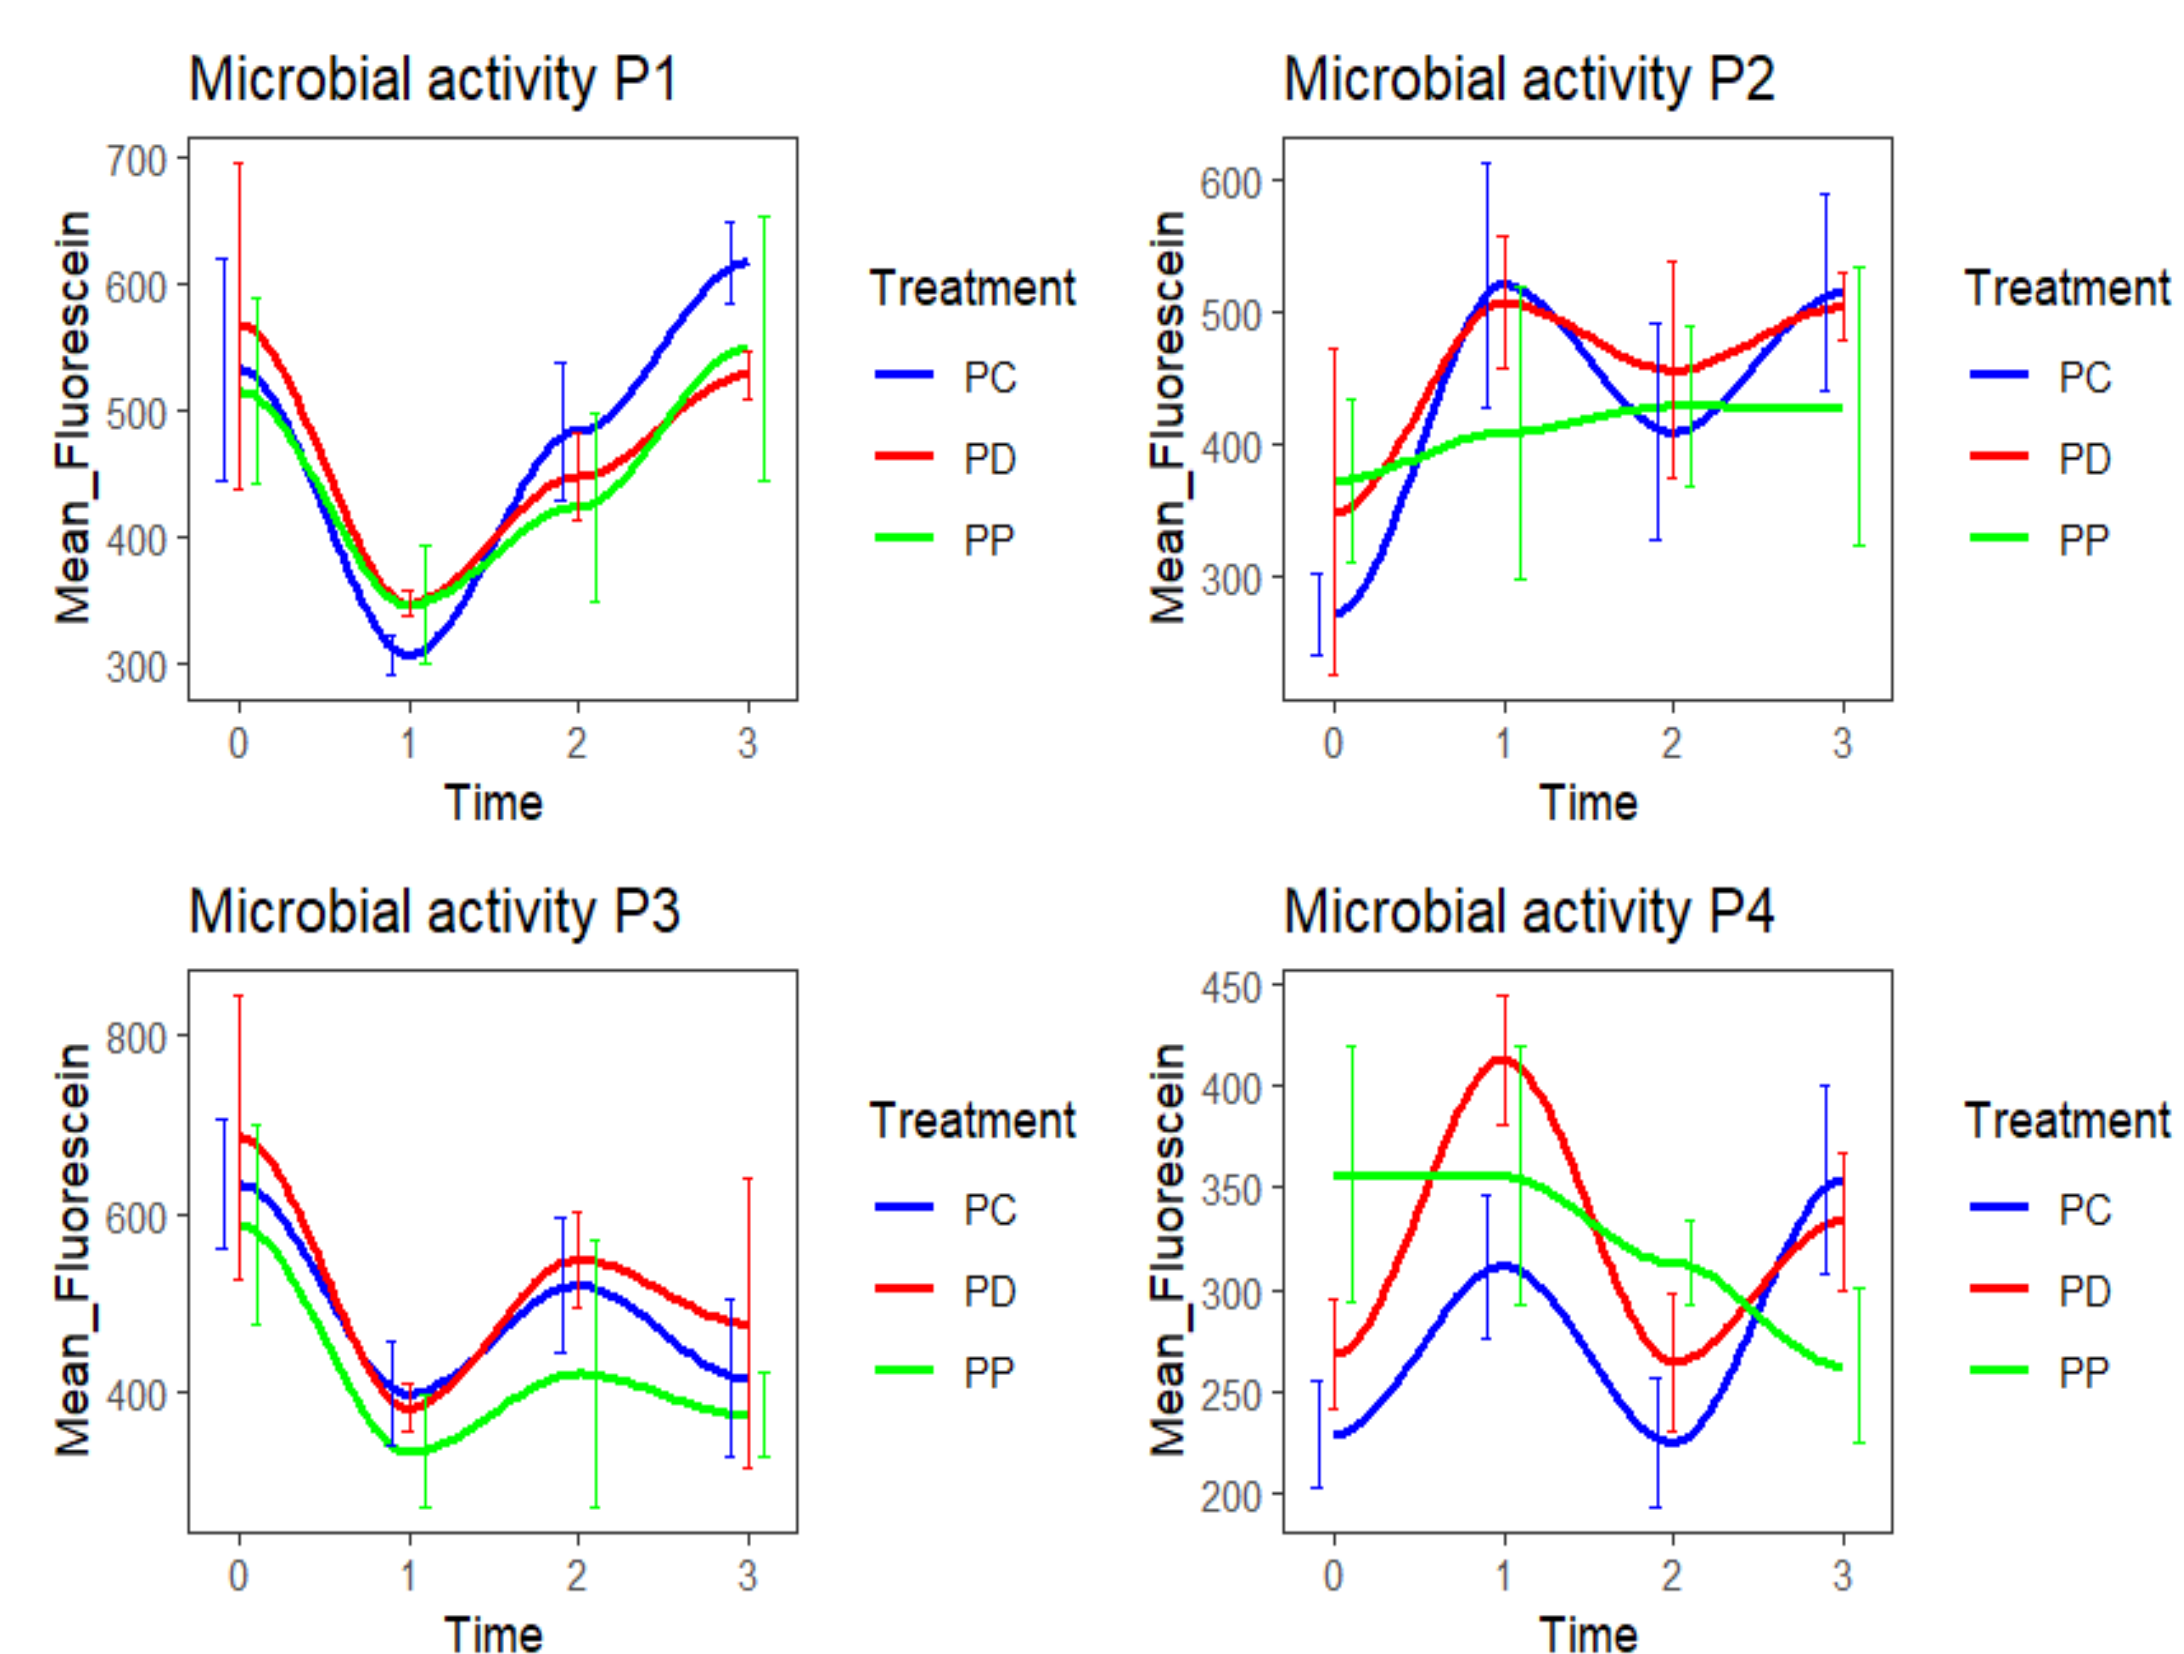 Microbial activity P1
Mean_Fluorescein
700
600
500
400
300
0 1 2 3
Time
Treatment
PC
PD
PP
Microbial activity P2
Mean_Fluorescein
600
500
400
300
0 1 2 3
Time
Treatment
PC
PD
PP
Microbial activity P3
Mean_Fluorescein
800
600
400
0 1 2 3
Time
Treatment
PC
PD
PP
Microbial activity P4
Mean_Fluorescein
450
400
350
300
250
200
0 1 2 3
Time
Treatment
PC
PD
PP